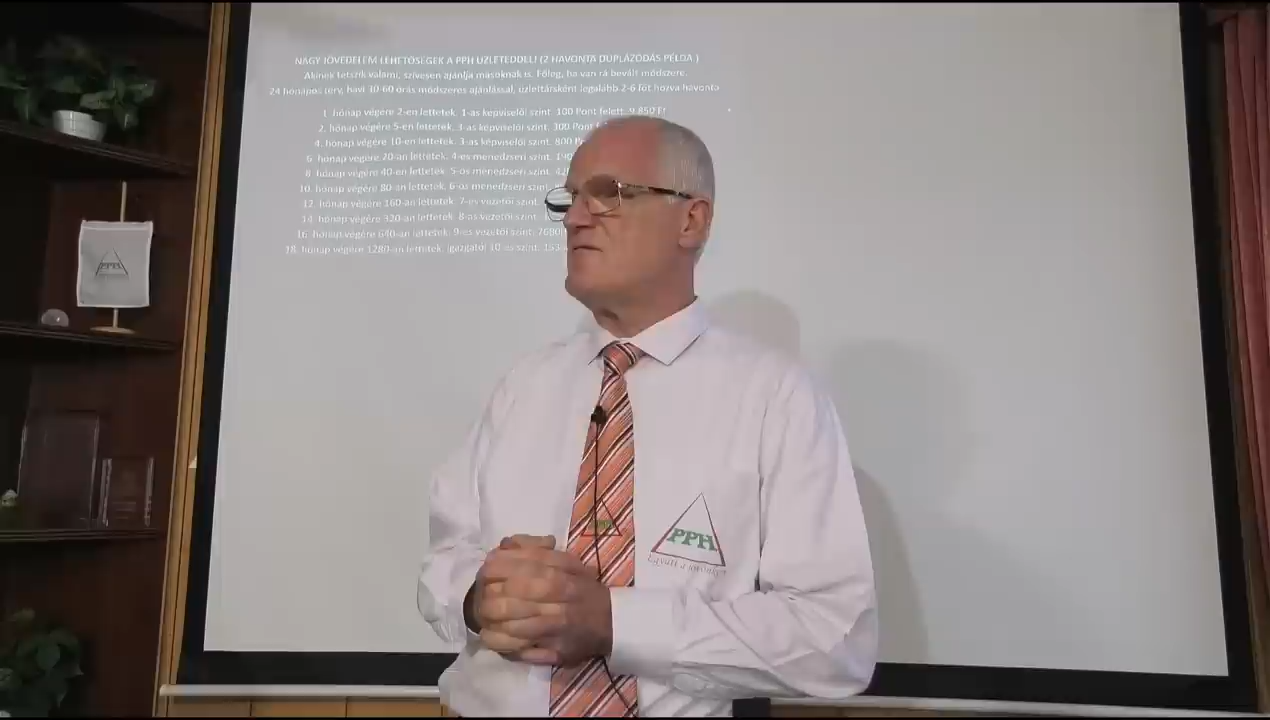 NAGY JÖVEDELEM LEHETŐSÉGEK A PPH ÜZLETEDDEL! (2 HAVONTA DUPLÁZÓDÁS PÉLDA )
Akinek tetszik valami, szívesen ajánlja másoknak is. Főleg, ha van rá bevált módszere.
24 hónapos terv, havi 30-60 órás módszeres ajánlással, üzlettársként legalább 2-6 főt hozva havonta
1. hónap végére 2-en lettetek. 1-as képviselői szint. 100 Pont felett. 9.850 Ft
2. hónap végére 5-en lettetek. képviselői szint. 300 Pont
4. hónap végére 10-en lettetek. 3-as képviselői szint. 800
6. hónap végére 20-an lettetek. 4-es menedzseri szint.
8. hónap végére 40-en lettetek. 5-ös menedzseri szint.
10. hónap végére 80-an lettetek. 6-os menedzseri szint.
12. hónap végére 160-an lettetek. 7-es vezetői szint.
14. hónap végére 320-an lettetek. 8-as vezetői szint.
16. hónap végére 640-an lettetek. 9-es vezetői szint. 7680
18. hónap végére 1280-an lettetek. Igazgatói 10-es szint. 153
PPH
PPH
PPH
Együtt a jövőnkért